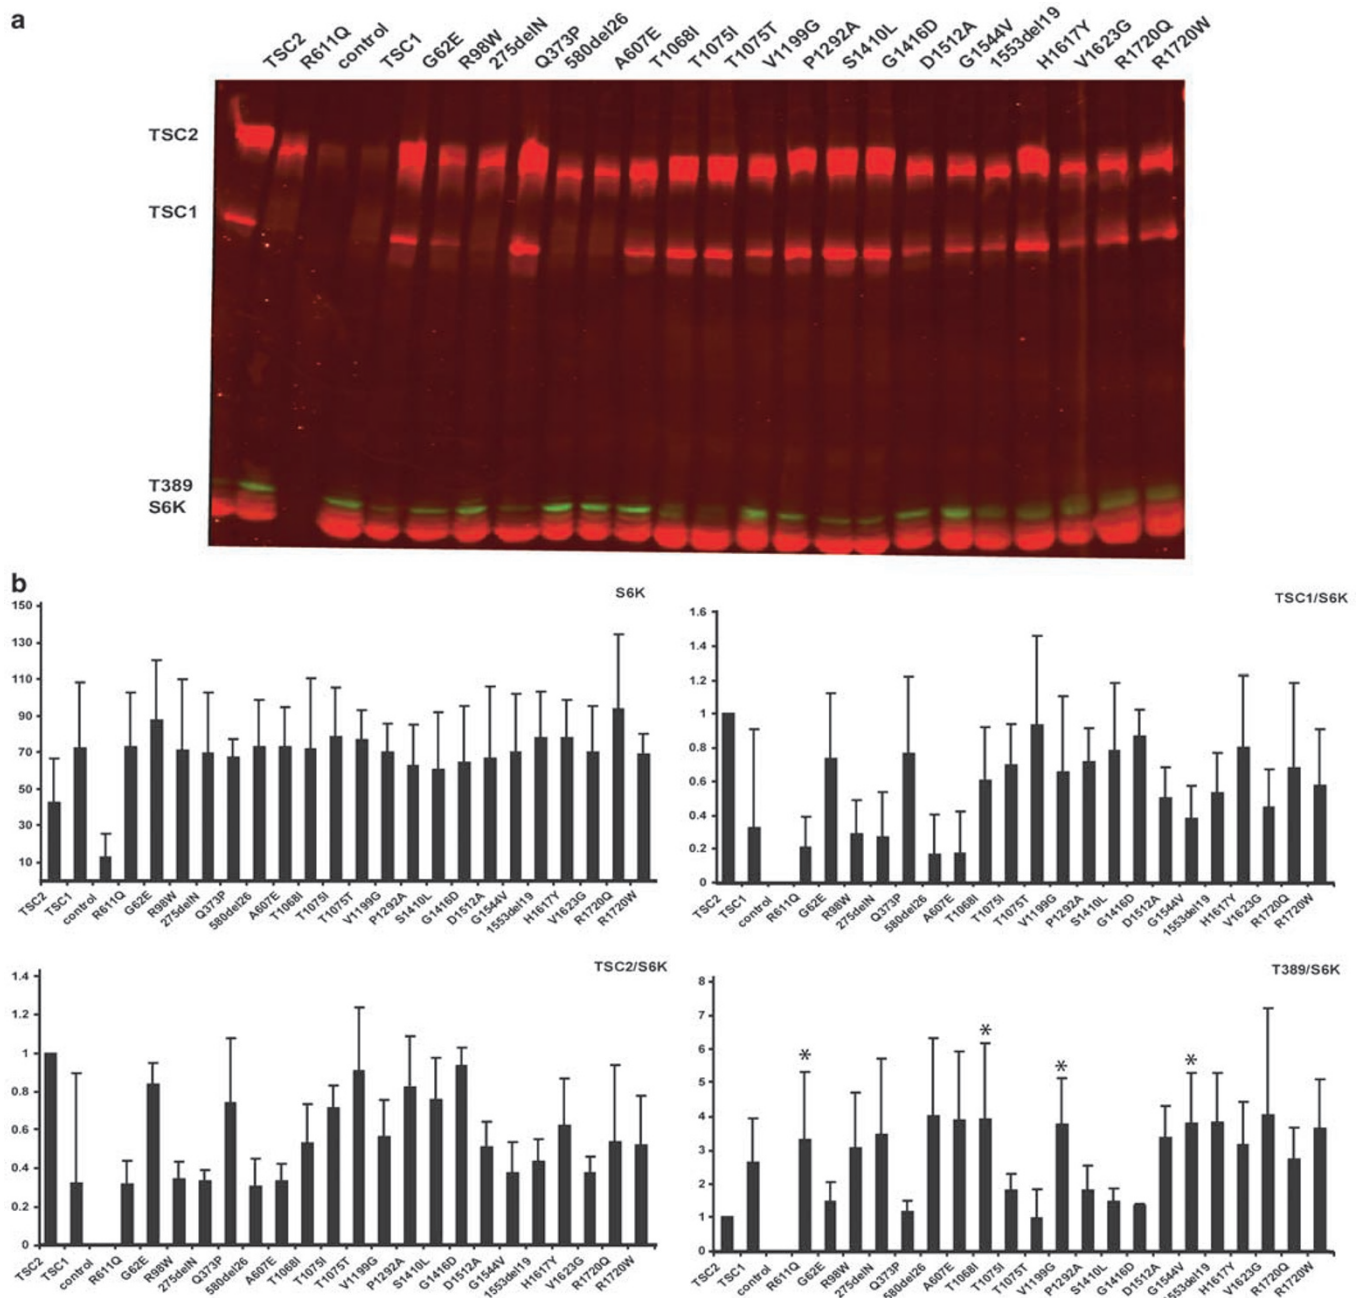 a
TSC2 R611Q control TSC1 G62E R98W 275delN Q373P 580del26 A607E T1068I T1075I T1075T V1199G P1292A S1410L G1416D D1512A G1544V 1553del19 H1617Y V1623G R1720Q R1720W
TSC2
TSC1
T389
S6K
b
S6K
150
130
110
90
70
50
30
10
TSC2 TSC1 control R611Q G62E R98W 275delN Q373P 580del26 A607E T1068I T1075I T1075T V1199G P1292A S1410L G1416D D1512A G1544V 1553del19 H1617Y V1623G R1720Q R1720W
TSC1/S6K
1.6
1.4
1.2
1
0.8
0.6
0.4
0.2
0
TSC2 TSC1 control R611Q G62E R98W 275delN Q373P 580del26 A607E T1068I T1075I T1075T V1199G P1292A S1410L G1416D D1512A G1544V 1553del19 H1617Y V1623G R1720Q R1720W
TSC2/S6K
1.4
1.2
1
0.8
0.6
0.4
0.2
0
TSC2 TSC1 control R611Q G62E R98W 275delN Q373P 580del26 A607E T1068I T1075I T1075T V1199G P1292A S1410L G1416D D1512A G1544V 1553del19 H1617Y V1623G R1720Q R1720W
T389/S6K
8
7
6
5
4
3
2
1
0
* * * *
TSC2 TSC1 control R611Q G62E R98W 275delN Q373P 580del26 A607E T1068I T1075I T1075T V1199G P1292A S1410L G1416D D1512A G1544V 1553del19 H1617Y V1623G R1720Q R1720W